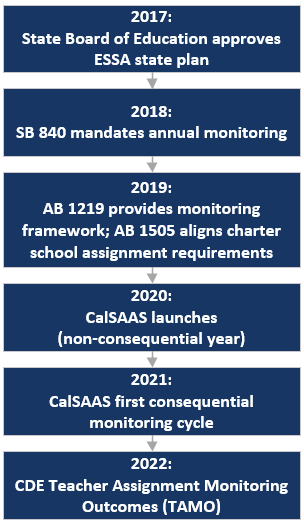 2017:
State Board of Education approves
ESSA state plan
2018:
SB 840 mandates annual monitoring
2019:
AB 1219 provides monitoring
framework; AB 1505 aligns charter
school assignment requirements
2020:
CalSAAS launches
(non-consequential year)
2021:
CalSAAS first consequential
monitoring cycle
2022:
CDE Teacher Assignment Monitoring
Outcomes (TAMO)